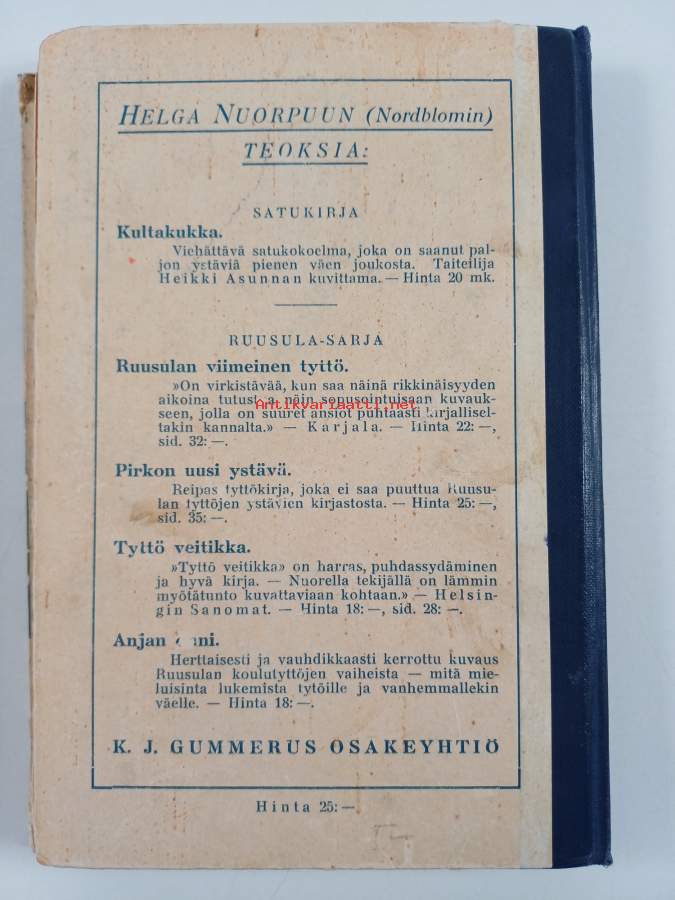 HELGA NUORPUUN (Nordblomin)
TEOKSIA:
SATUKIRJA
Kultakukka.
Viehättävä satukokoelma, joka on saanut pal-
jon ystäviä pienen väen joukosta. Taiteilija
Heikki Asunnan kuvittama. — Hinta 20 mk.
RUUSULA-SARJA
Ruusulan viimeinen tyttö.
»On virkistävää, kun saa näinä rikkinäisyyden
aikoina tutustua näin sopusointuisaan kuvauk-
Antikvariaatti.net
seen, jolla on suuret ansiot puhtaasti kirjallisel-
takin kannalta.» — Karjala. — Hinta 22: —,
sid. 32: —.
Pirkon uusi ystävä.
Reipas tyttökirja, joka ei saa puuttua Ruusu-
lan tyttöjen ystävien kirjastosta. — Hinta 25: —,
sid. 35: —.
Tyttö veitikka.
»Tyttö veitikka» on harras, puhdassydäminen
ja hyvä kirja. — Nuorella tekijällä on lämmin
myötätunto kuvattaviaan kohtaan.» — Helsin-
gin Sanomat. — Hinta 18: —, sid. 28: —.
Anjan
Herttaisesti ja vauhdikkaasti kerrottu kuvaus
Ruusulan koulutyttöjen vaiheista — mitä mie-
luisinta lukemista tytöille ja vanhemmallekin
väelle. — Hinta 18: —.
K. J. GUMMERUS OSAKEYHTIÖ
Hinta 25: —